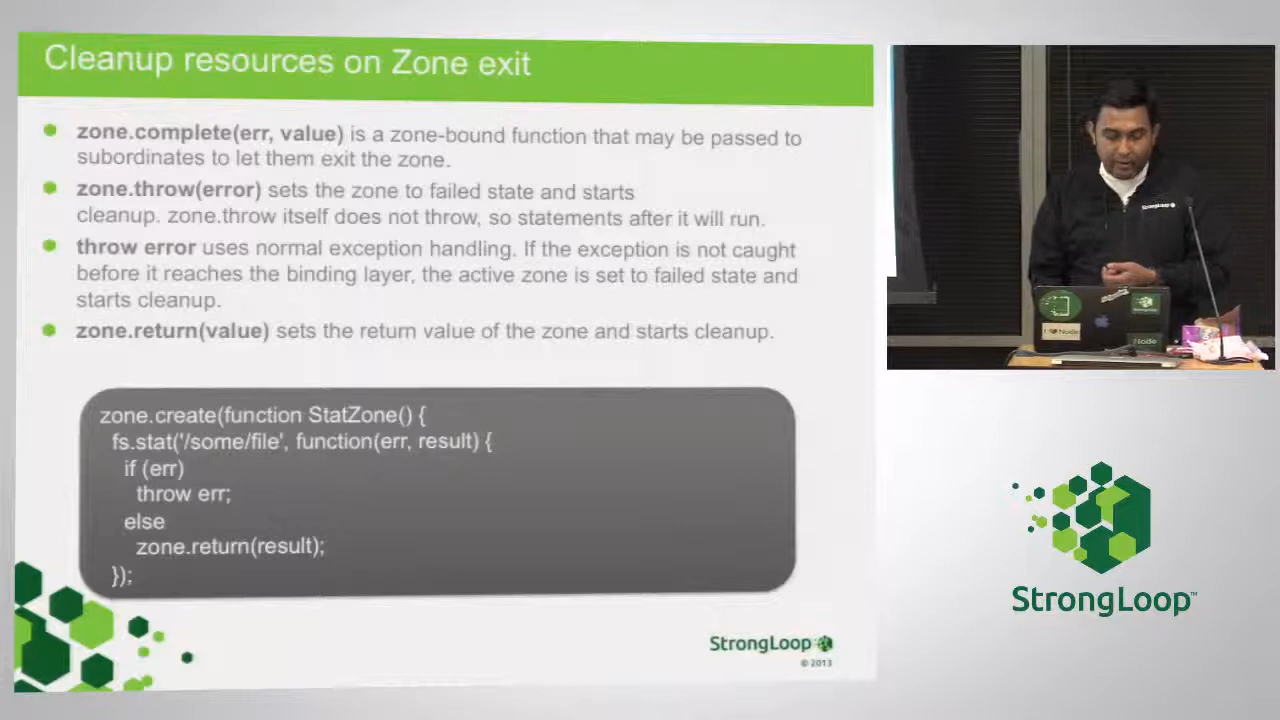 Cleanup resources on Zone exit
zone.complete(err, value) is a zone-bound function that may be passed to
subordinates to let them exit the zone.
zone.throw(error) sets the zone to failed state and starts
cleanup. zone.throw itself does not throw, so statements after it will run.
throw error uses normal exception handling. If the exception is not caught
before it reaches the binding layer, the active zone is set to failed state and
starts cleanup.
zone.return(value) sets the return value of the zone and starts cleanup.
zone.create(function StatZone() {
fs.stat('/some/file', function(err, result) {
if (err)
throw err;
else
zone.return(result);
});
StrongLoop
© 2013
StrongLoop
I ♥ Node
Node
StrongLoop™